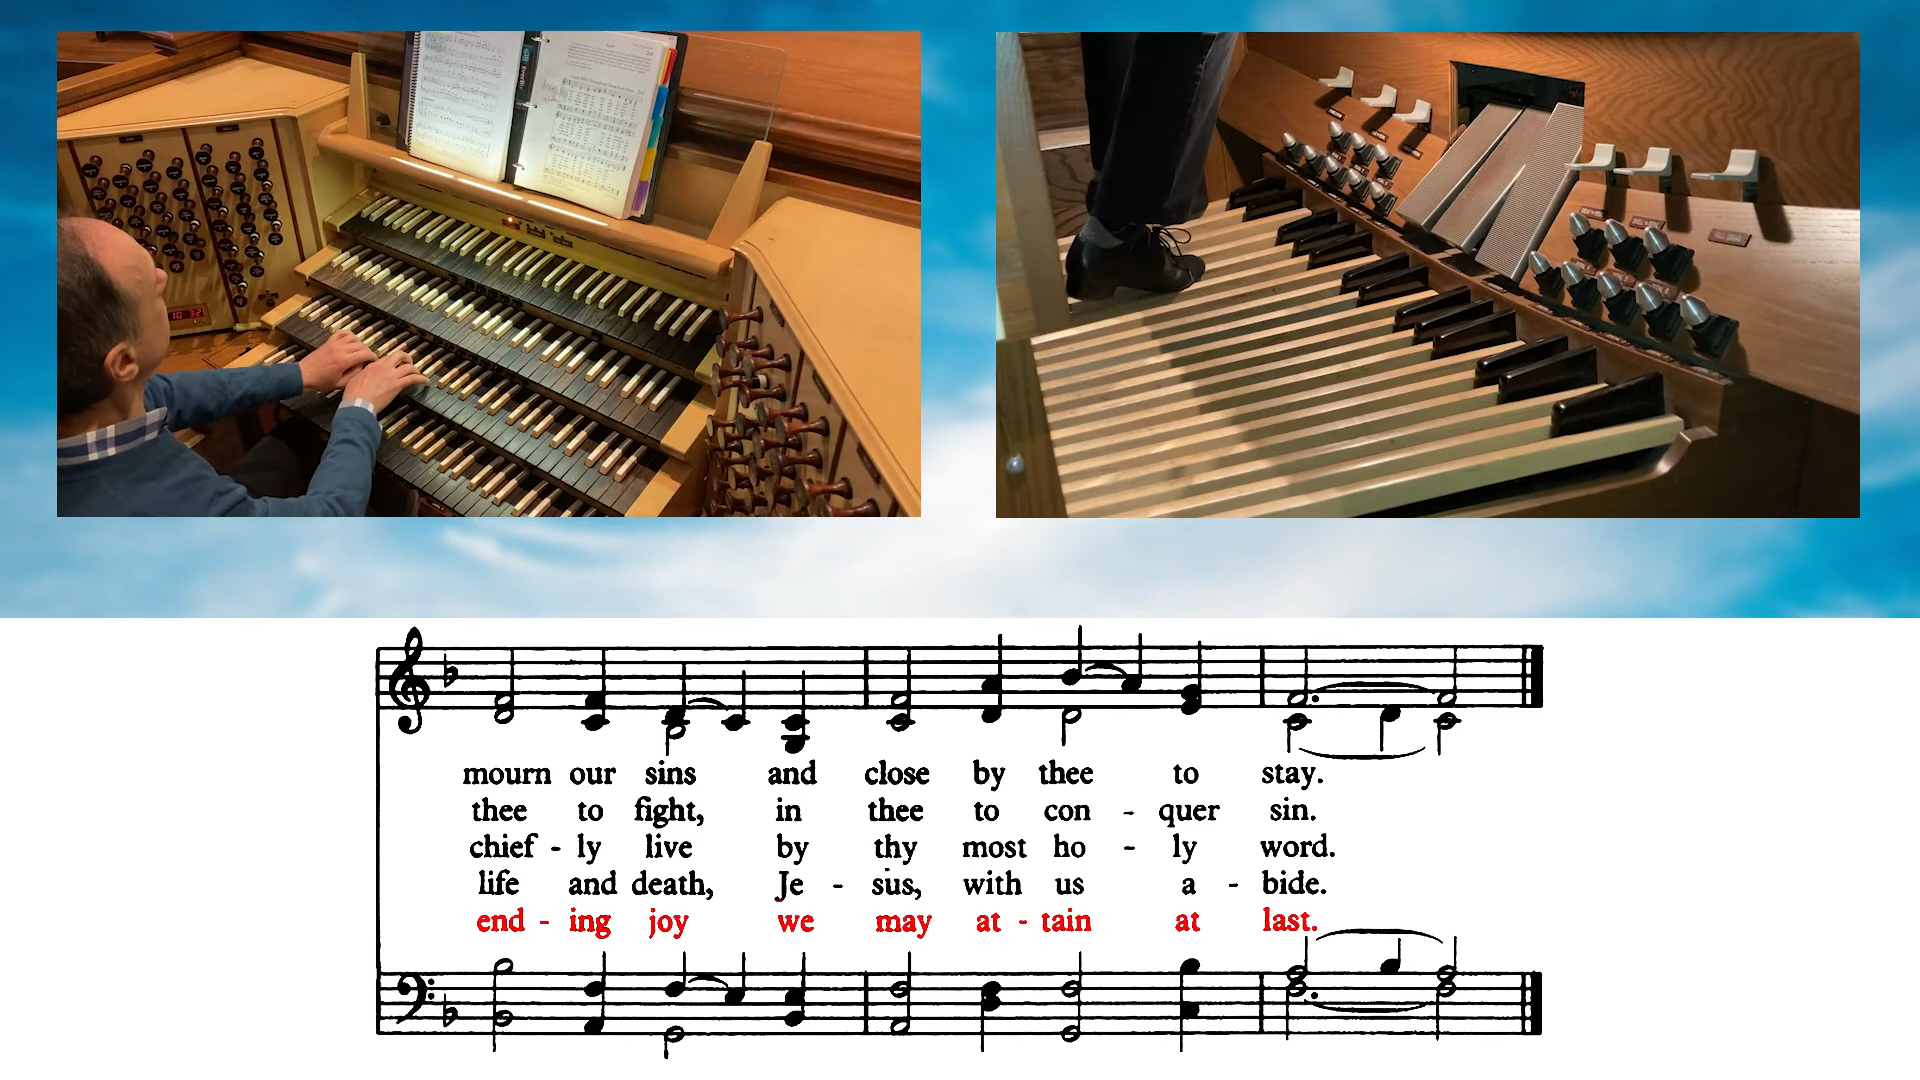 10 32
mourn our sins and close by thee to stay.
thee to fight, in thee to con - quer sin.
chief - ly live by thy most ho - ly word.
life and death, Je - sus, with us a - bide.
end - ing joy we may at - tain at last.